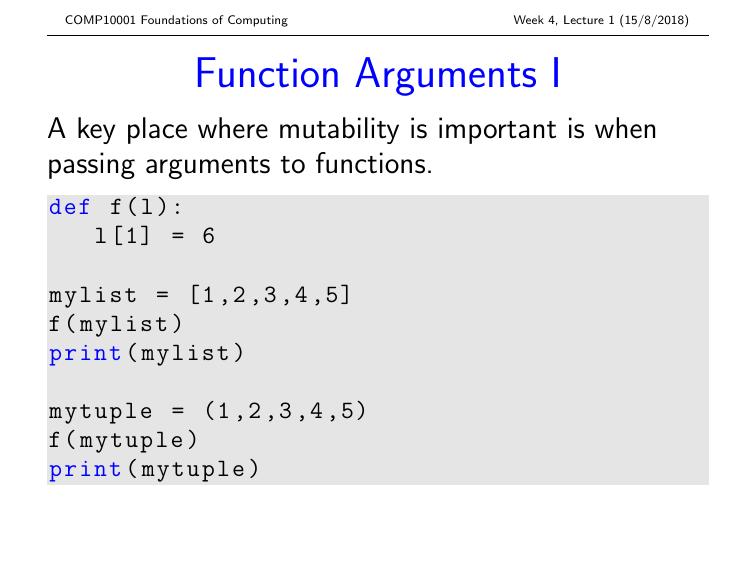 COMP10001 Foundations of Computing Week 4, Lecture 1 (15/8/2018)
Function Arguments I
A key place where mutability is important is when
passing arguments to functions.
def f(l):
    l[1] = 6
mylist = [1,2,3,4,5]
f(mylist)
print(mylist)
mytuple = (1,2,3,4,5)
f(mytuple)
print(mytuple)